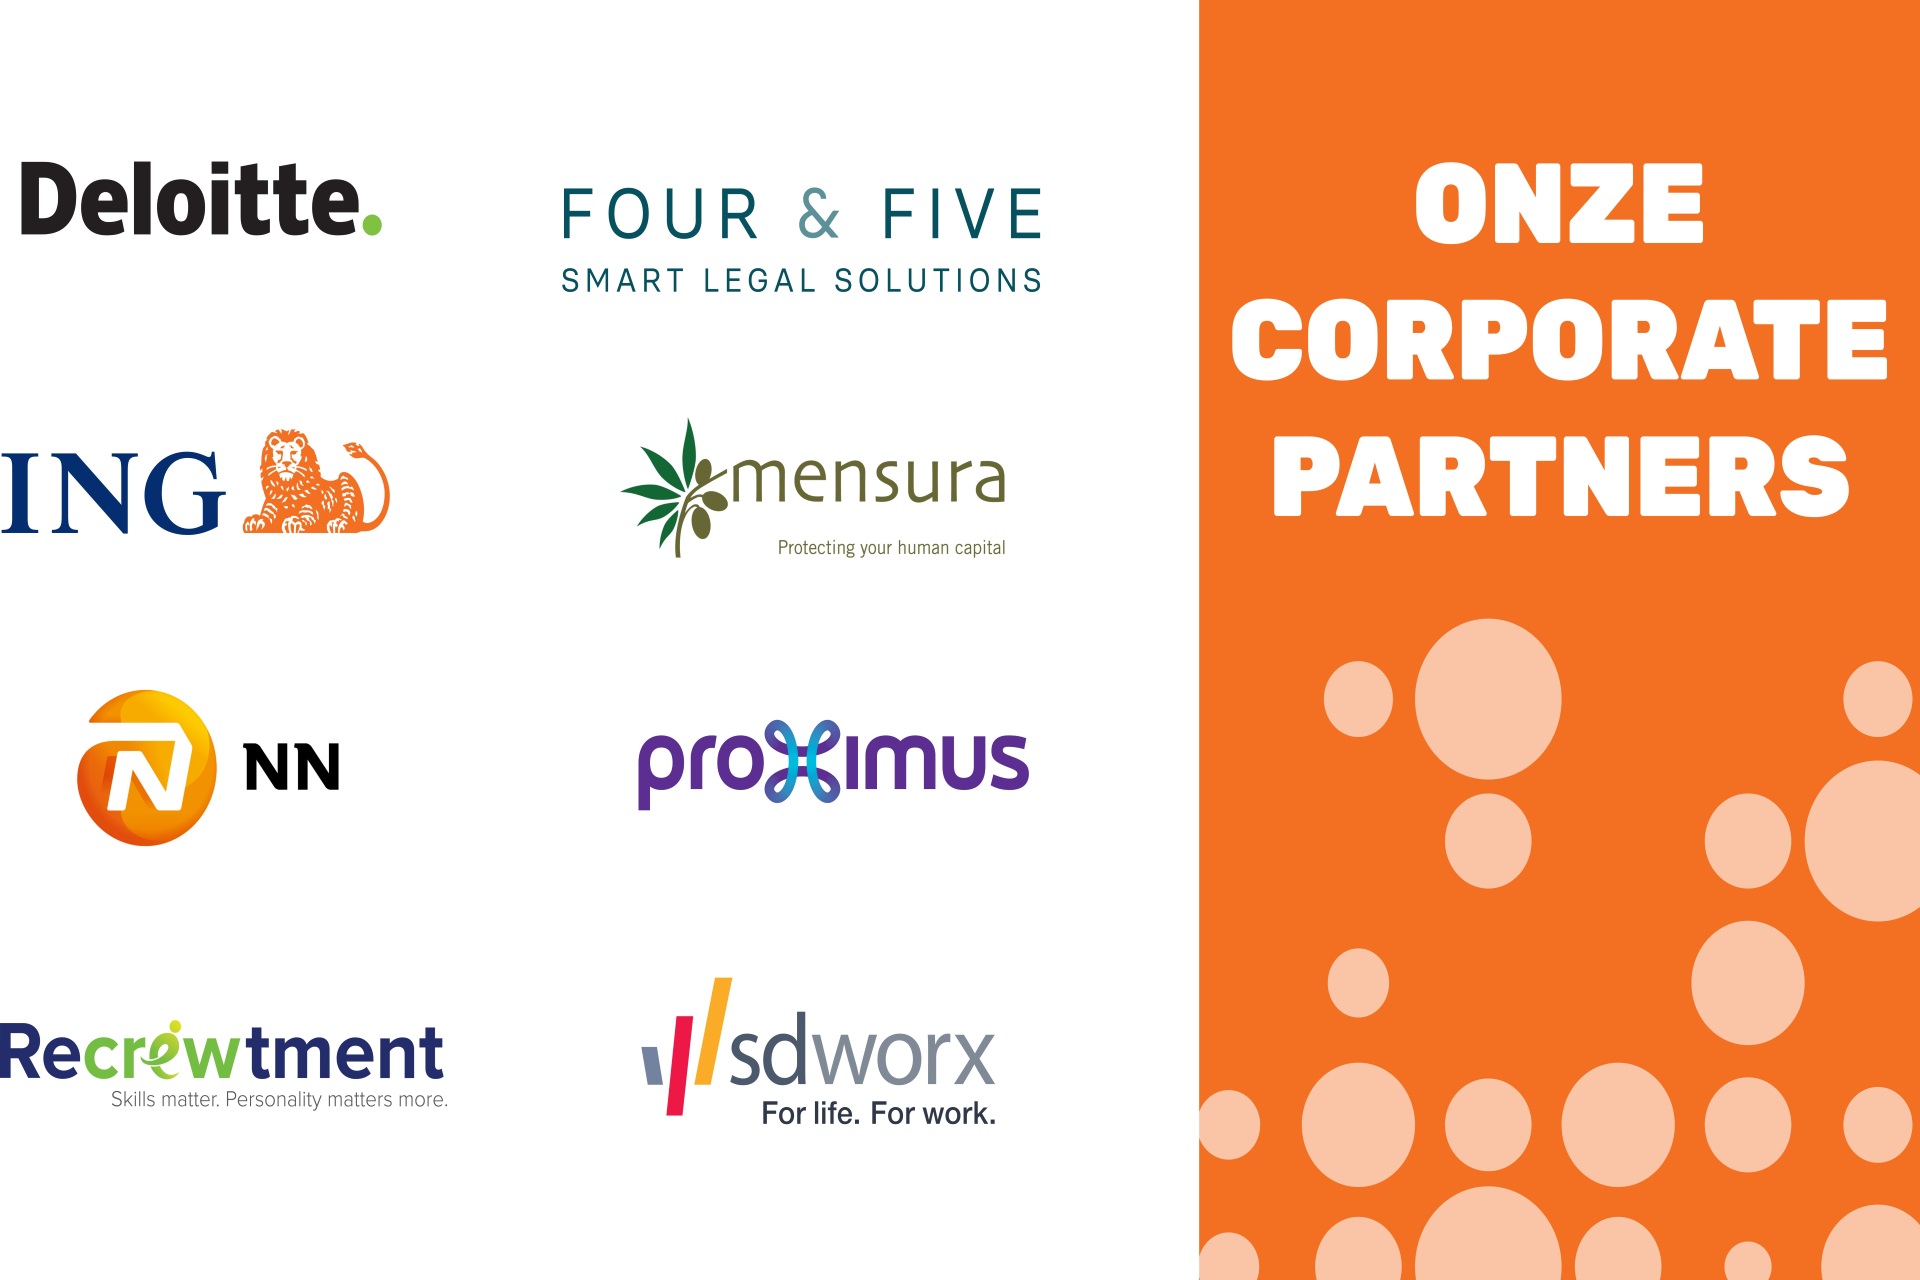 Deloitte.
FOUR & FIVE
SMART LEGAL SOLUTIONS
ING
mensura
Protecting your human capital
N NN
proximus
Recrewtment
Skills matter. Personality matters more.
sdworx
For life. For work.
ONZE
CORPORATE
PARTNERS